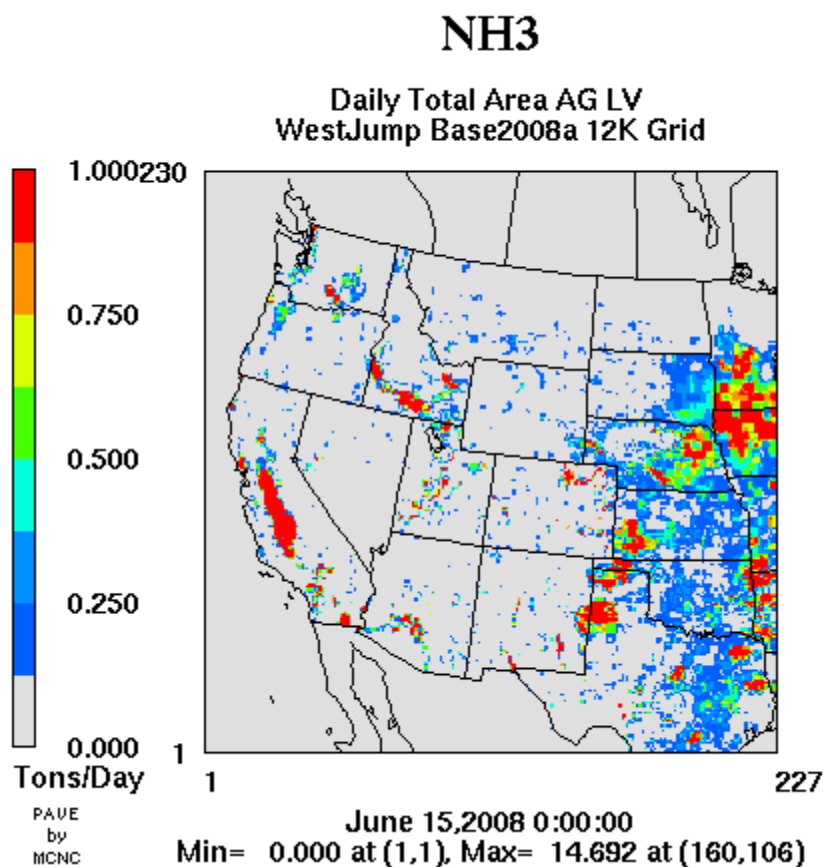 NH3
Daily Total Area AG LV
WestJump Base2008a 12K Grid
1.000
0.750
0.500
0.250
0.000
Tons/Day
230
1
1
227
PAVE
by
MCNC
June 15,2008 0:00:00
Min= 0.000 at (1,1), Max= 14.692 at (160,106)